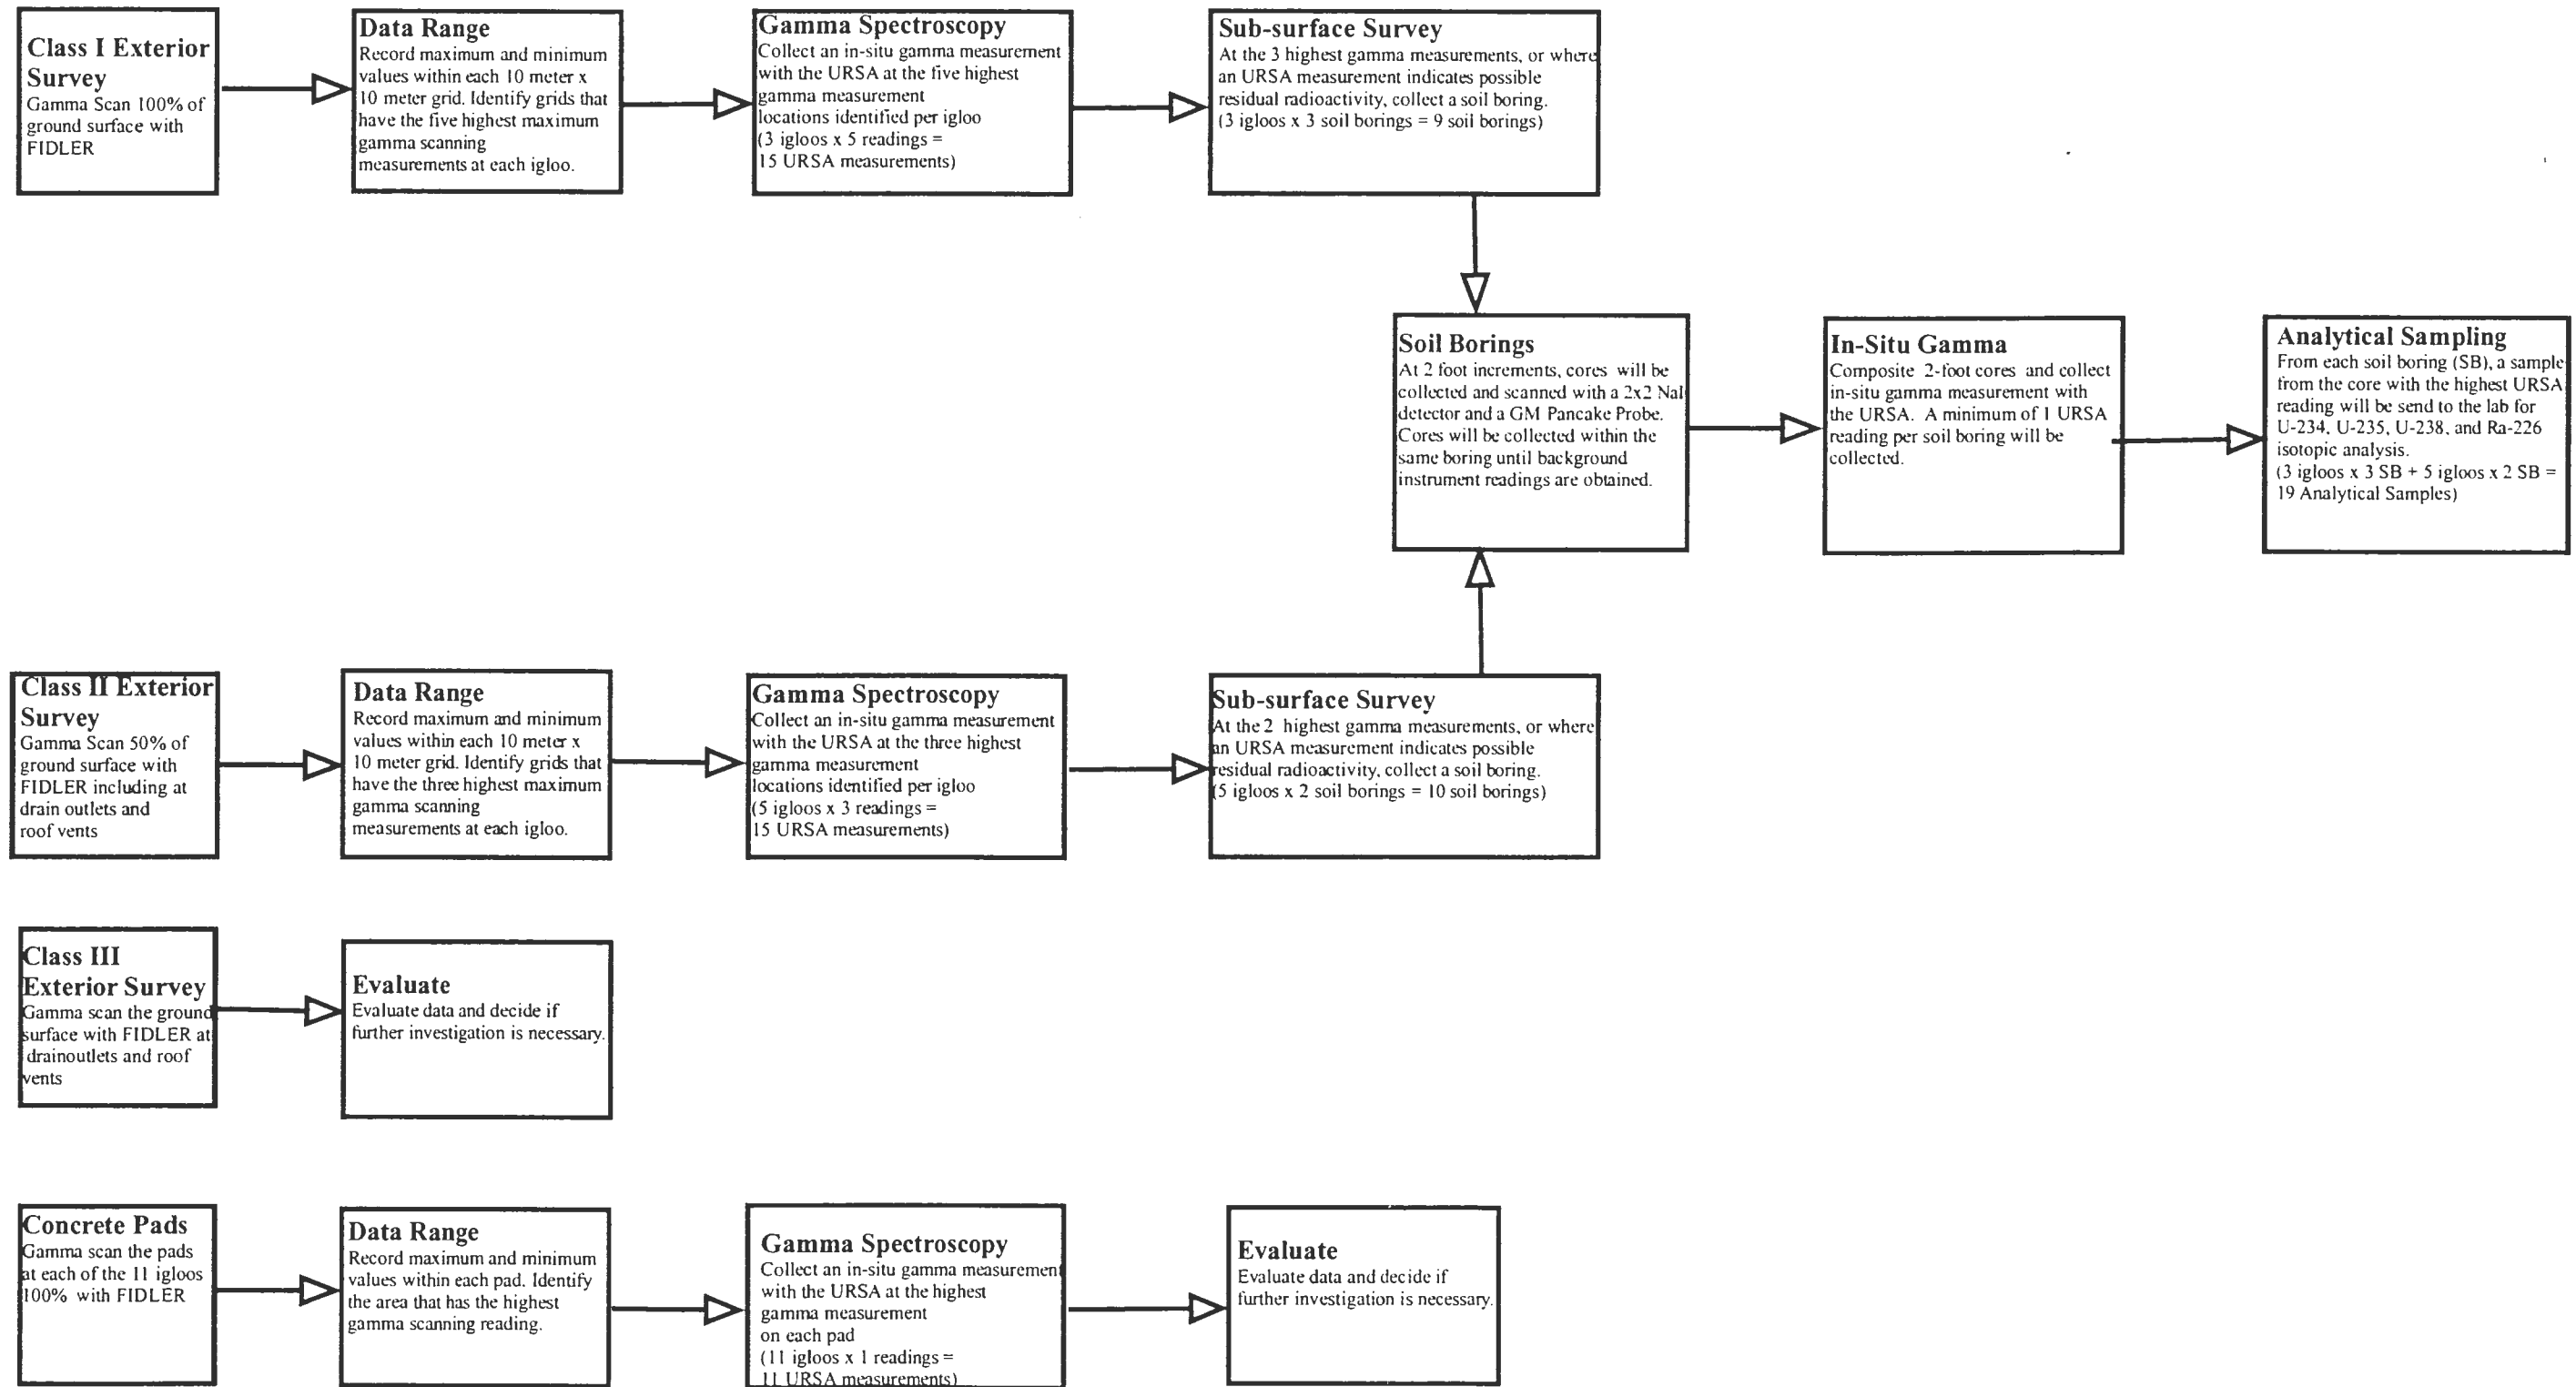 Class I Exterior
Survey
Gamma Scan 100% of
ground surface with
FIDLER
Data Range
Record maximum and minimum
values within each 10 meter x
10 meter grid. Identify grids that
have the five highest maximum
gamma scanning
measurements at each igloo.
Gamma Spectroscopy
Collect an in-situ gamma measurement
with the URSA at the five highest
gamma measurement
locations identified per igloo
(3 igloos x 5 readings =
15 URSA measurements)
Sub-surface Survey
At the 3 highest gamma measurements, or where
an URSA measurement indicates possible
residual radioactivity, collect a soil boring.
(3 igloos x 3 soil borings = 9 soil borings)
Soil Borings
At 2 foot increments, cores will be
collected and scanned with a 2x2 NaI
detector and a GM Pancake Probe.
Cores will be collected within the
same boring until background
instrument readings are obtained.
In-Situ Gamma
Composite 2-foot cores and collect
in-situ gamma measurement with
the URSA. A minimum of 1 URSA
reading per soil boring will be
collected.
Analytical Sampling
From each soil boring (SB), a sample
from the core with the highest URSA
reading will be send to the lab for
U-234, U-235, U-238, and Ra-226
isotopic analysis.
(3 igloos x 3 SB + 5 igloos x 2 SB =
19 Analytical Samples)
Class II Exterior
Survey
Gamma Scan 50% of
ground surface with
FIDLER including at
drain outlets and
roof vents
Data Range
Record maximum and minimum
values within each 10 meter x
10 meter grid. Identify grids that
have the three highest maximum
gamma scanning
measurements at each igloo.
Gamma Spectroscopy
Collect an in-situ gamma measurement
with the URSA at the three highest
gamma measurement
locations identified per igloo
(5 igloos x 3 readings =
15 URSA measurements)
Sub-surface Survey
At the 2 highest gamma measurements, or where
an URSA measurement indicates possible
residual radioactivity, collect a soil boring.
(5 igloos x 2 soil borings = 10 soil borings)
Class III
Exterior Survey
Gamma scan the ground
surface with FIDLER at
drainoutlets and roof
vents
Evaluate
Evaluate data and decide if
further investigation is necessary.
Concrete Pads
Gamma scan the pads
at each of the 11 igloos
100% with FIDLER
Data Range
Record maximum and minimum
values within each pad. Identify
the area that has the highest
gamma scanning reading.
Gamma Spectroscopy
Collect an in-situ gamma measuremen
with the URSA at the highest
gamma measurement
on each pad
(11 igloos x 1 readings =
11 URSA measurements)
Evaluate
Evaluate data and decide if
further investigation is necessary.